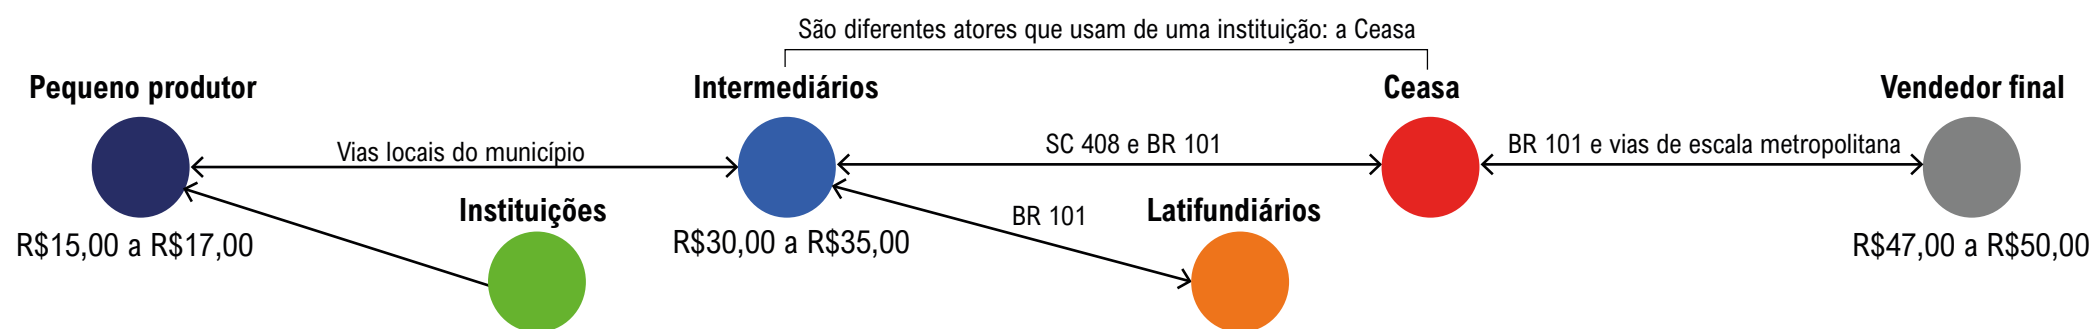 São diferentes atores que usam de uma instituição: a Ceasa
Pequeno produtor
Intermediários
Ceasa
Vendedor final
Vias locais do município
SC 408 e BR 101
BR 101 e vias de escala metropolitana
Instituições
BR 101
Latifundiários
R$15,00 a R$17,00
R$30,00 a R$35,00
R$47,00 a R$50,00